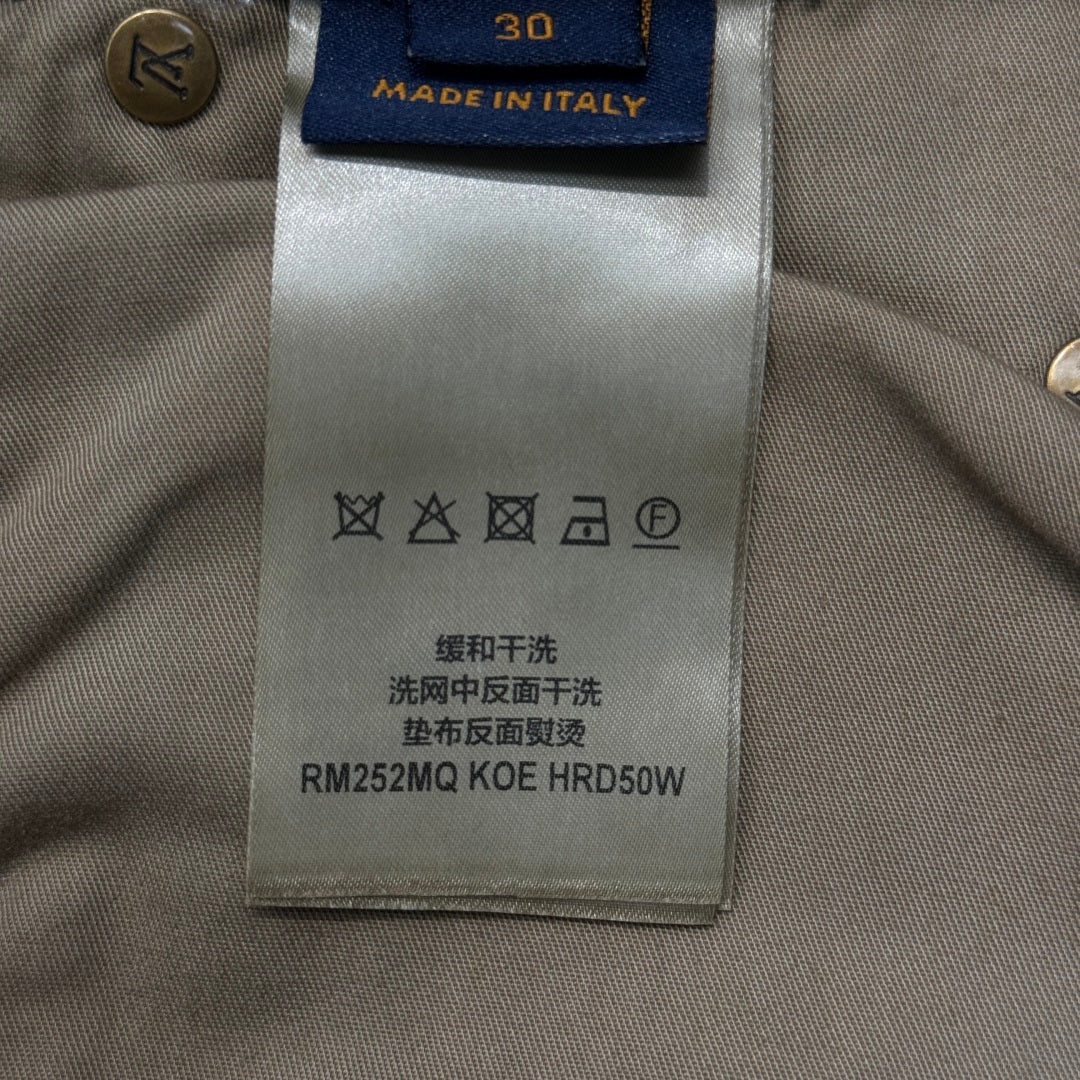 30
MADE IN ITALY
F
缓和干洗
洗网中反面干洗
垫布反面熨烫
RM252MQ KOE HRD50W